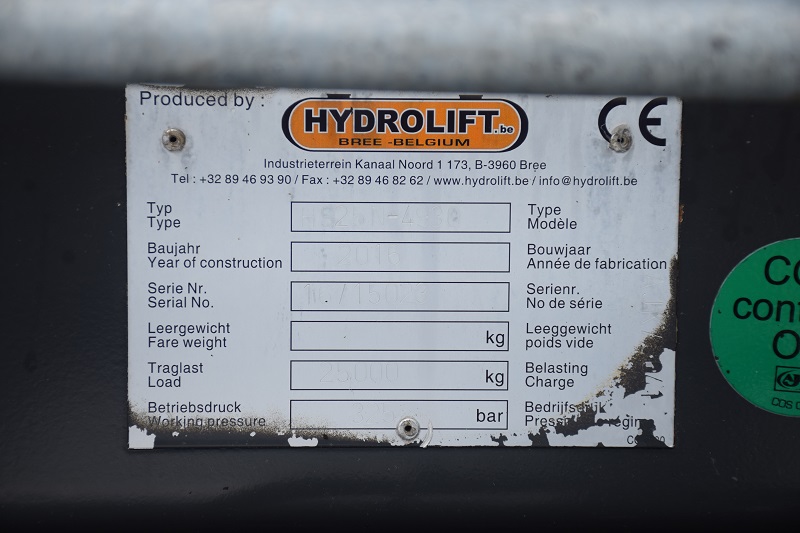 Produced by :
HYDROLIFT.be
BREE -BELGIUM
CE
Industrieterrein Kanaal Noord 1 173, B-3960 Bree
Tel : +32 89 46 93 90 / Fax : +32 89 46 82 62 / www.hydrolift.be / info@hydrolift.be
Typ
Type
Type
Modèle
Baujahr
Year of construction
2016
Bouwjaar
Année de fabrication
Serie Nr.
Serial No.
Serienr.
No de série
Leergewicht
Fare weight
kg
Leeggewicht
poids vide
Traglast
Load
25000 kg
Belasting
Charge
Betriebsdruck
Working pressure
bar